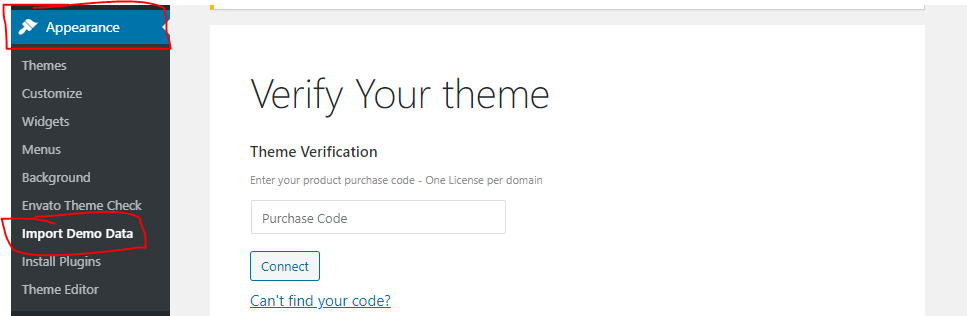 Appearance
Themes
Customize
Widgets
Menus
Background
Envato Theme Check
Import Demo Data
Install Plugins
Theme Editor
Verify Your theme
Theme Verification
Enter your product purchase code - One License per domain
Purchase Code
Connect
Can't find your code?